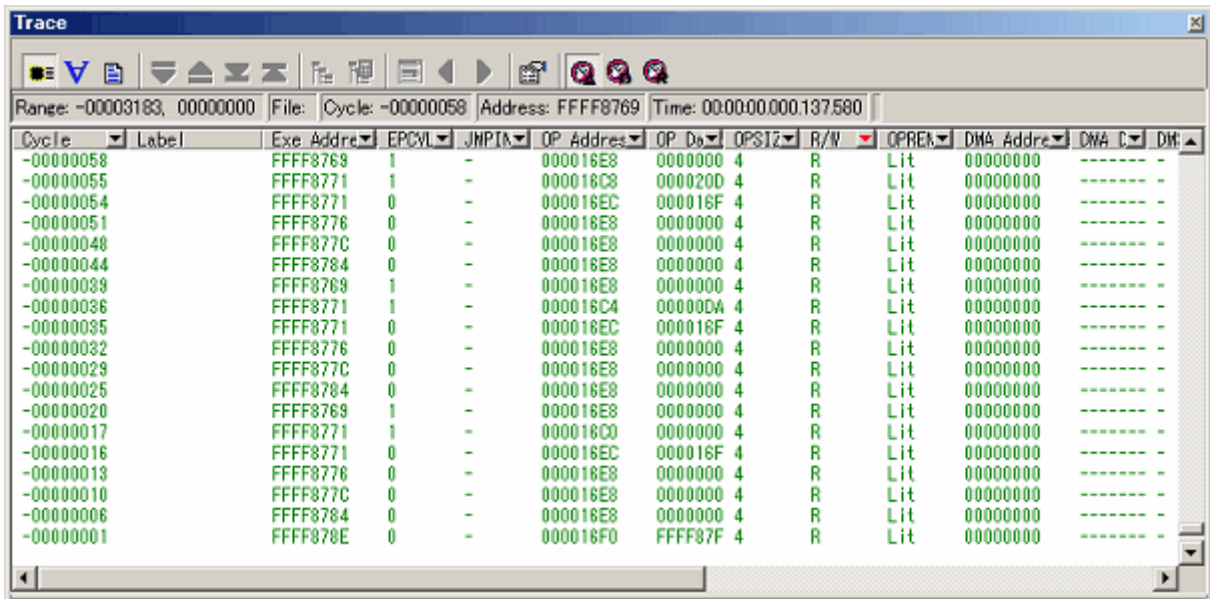 Trace
Range: -00003183, 00000000 File: Cycle: -00000058 Address: FFFF8769 Time: 00:00:00.000.137.580
Cycle Label Exe Addre EPCVL JMPIN OP Addres OP Da OPSIZ R/W OPREN DMA Addre DMA D DM
-00000058 FFFF8769 1 - 000016E8 0000000 4 R Lit 00000000 ------- -
-00000055 FFFF8771 1 - 000016C8 000020D 4 R Lit 00000000 ------- -
-00000054 FFFF8771 0 - 000016EC 000016F 4 R Lit 00000000 ------- -
-00000051 FFFF8776 0 - 000016E8 0000000 4 R Lit 00000000 ------- -
-00000048 FFFF877C 0 - 000016E8 0000000 4 R Lit 00000000 ------- -
-00000044 FFFF8784 0 - 000016E8 0000000 4 R Lit 00000000 ------- -
-00000039 FFFF8769 1 - 000016E8 0000000 4 R Lit 00000000 ------- -
-00000036 FFFF8771 1 - 000016C4 00000DA 4 R Lit 00000000 ------- -
-00000035 FFFF8771 0 - 000016EC 000016F 4 R Lit 00000000 ------- -
-00000032 FFFF8776 0 - 000016E8 0000000 4 R Lit 00000000 ------- -
-00000029 FFFF877C 0 - 000016E8 0000000 4 R Lit 00000000 ------- -
-00000025 FFFF8784 0 - 000016E8 0000000 4 R Lit 00000000 ------- -
-00000020 FFFF8769 1 - 000016E8 0000000 4 R Lit 00000000 ------- -
-00000017 FFFF8771 1 - 000016C0 0000000 4 R Lit 00000000 ------- -
-00000016 FFFF8771 0 - 000016EC 000016F 4 R Lit 00000000 ------- -
-00000013 FFFF8776 0 - 000016E8 0000000 4 R Lit 00000000 ------- -
-00000010 FFFF877C 0 - 000016E8 0000000 4 R Lit 00000000 ------- -
-00000006 FFFF8784 0 - 000016E8 0000000 4 R Lit 00000000 ------- -
-00000001 FFFF878E 0 - 000016F0 FFFF87F 4 R Lit 00000000 ------- -